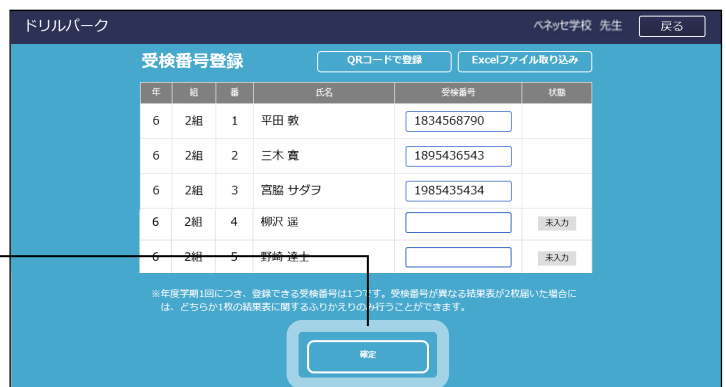 ドリルパーク ベネッセ学校 先生 戻る
受検番号登録 QRコードで登録 Excelファイル取り込み
年 組 番 氏名 受検番号 状態
6 2組 1 平田 敦 1834568790
6 2組 2 三木 寛 1895436543
6 2組 3 宮脇 サダヲ 1985435434
6 2組 4 柳沢 遥 未入力
6 2組 5 野崎 達士 未入力
※年度学期1回につき、登録できる受検番号は1つです。受検番号が異なる結果表が2枚届いた場合に
は、どちらか1枚の結果表に関するふりかえりのみ行うことができます。
確定